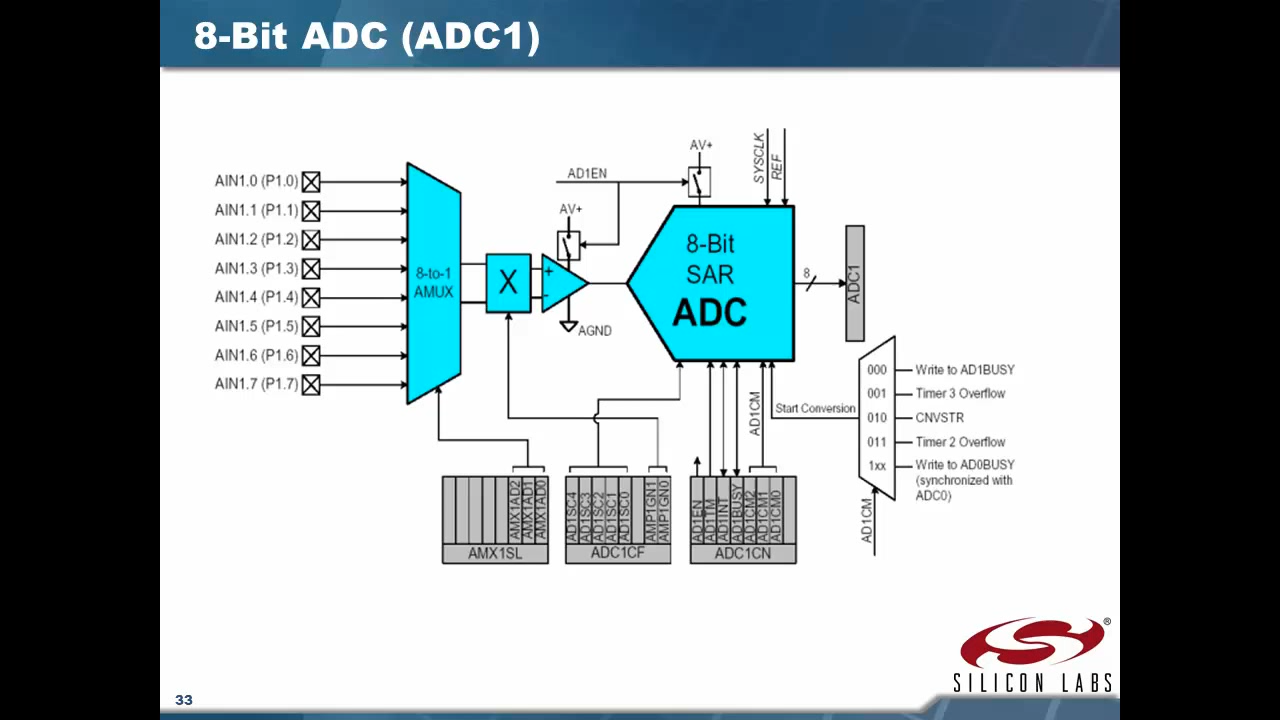 8-Bit ADC (ADC1)
AV+
SYSCLK
REF
AD1EN
AIN1.0 (P1.0)
AIN1.1 (P1.1)
AIN1.2 (P1.2)
AIN1.3 (P1.3)
AIN1.4 (P1.4)
AIN1.5 (P1.5)
AIN1.6 (P1.6)
AIN1.7 (P1.7)
8-to-1
AMUX
X
AV+
+
-
AGND
8-Bit
SAR
ADC
8
ADC1
000
Write to AD1BUSY
001
Timer 3 Overflow
010
CNVSTR
011
Timer 2 Overflow
1xx
Write to AD0BUSY
(synchronized with
ADC0)
Start Conversion
AD1CM
AD1CM
AMX1AD2
AMX1AD1
AMX1AD0
AMX1SL
AD1SC4
AD1SC3
AD1SC2
AD1SC1
AD1SC0
AMP1GN1
AMP1GN0
ADC1CF
AD1EN
AD1TM
AD1INT
AD1BUSY
AD1CM2
AD1CM1
AD1CM0
ADC1CN
®
SILICON LABS
33